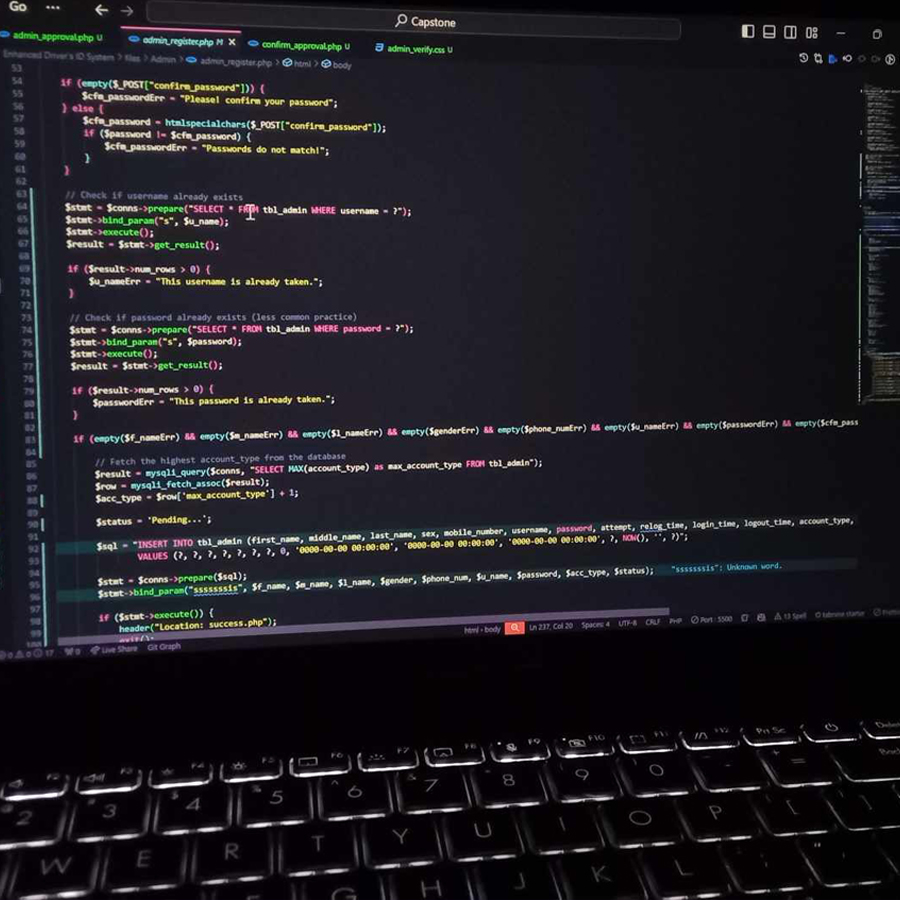 Go ... Capstone
admin_approval.php U admin_register.php M × confirm_approval.php U admin_verify.css U
Enhanced Driver's ID System > files > Admin > admin_register.php > html > body
53
54 if (empty($_POST["confirm_password"])) {
55 $cfm_passwordErr = "Please! confirm your password";
56 } else {
57 $cfm_password = htmlspecialchars($_POST["confirm_password"]);
58 if ($password != $cfm_password) {
59 $cfm_passwordErr = "Passwords do not match!";
60 }
61 }
62
63 // Check if username already exists
64 $stmt = $conns->prepare("SELECT * FROM tbl_admin WHERE username = ?");
65 $stmt->bind_param("s", $u_name);
66 $stmt->execute();
67 $result = $stmt->get_result();
68
69 if ($result->num_rows > 0) {
70 $u_nameErr = "This username is already taken.";
71 }
72
73 // Check if password already exists (less common practice)
74 $stmt = $conns->prepare("SELECT * FROM tbl_admin WHERE password = ?");
75 $stmt->bind_param("s", $password);
76 $stmt->execute();
77 $result = $stmt->get_result();
78
79 if ($result->num_rows > 0) {
80 $passwordErr = "This password is already taken.";
81 }
82
83 if (empty($f_nameErr) && empty($m_nameErr) && empty($l_nameErr) && empty($genderErr) && empty($phone_numErr) && empty($u_nameErr) && empty($passwordErr) && empty($cfm_pass
84
85 // Fetch the highest account_type from the database
86 $result = mysqli_query($conns, "SELECT MAX(account_type) as max_account_type FROM tbl_admin");
87 $row = mysqli_fetch_assoc($result);
88 $acc_type = $row['max_account_type'] + 1;
89
90 $status = 'Pending...';
91
92 $sql = "INSERT INTO tbl_admin (first_name, middle_name, last_name, sex, mobile_number, username, password, attempt, relog_time, login_time, logout_time, account_type,
93 VALUES (?, ?, ?, ?, ?, ?, ?, 0, '0000-00-00 00:00:00', '0000-00-00 00:00:00', '0000-00-00 00:00:00', ?, NOW(), '', ?)";
94
95 $stmt = $conns->prepare($sql);
96 $stmt->bind_param("sssssssis", $f_name, $m_name, $l_name, $gender, $phone_num, $u_name, $password, $acc_type, $status); "sssssssis": Unknown word.
97
98 if ($stmt->execute()) {
99 header("Location: success.php");
100 exit();
Live Share Git Graph html - body Ln 237, Col 20 Spaces: 4 UTF-8 CRLF PHP Port : 5500 13 Spell
F2 F3 F4 F5 F6 F7 F8 F9 F10 F11 F12 Prt Sc Delete
2 3 4 5 6 7 8 9 0 - = Back
W E R T Y U I O P [ ]
G H J K L ; "